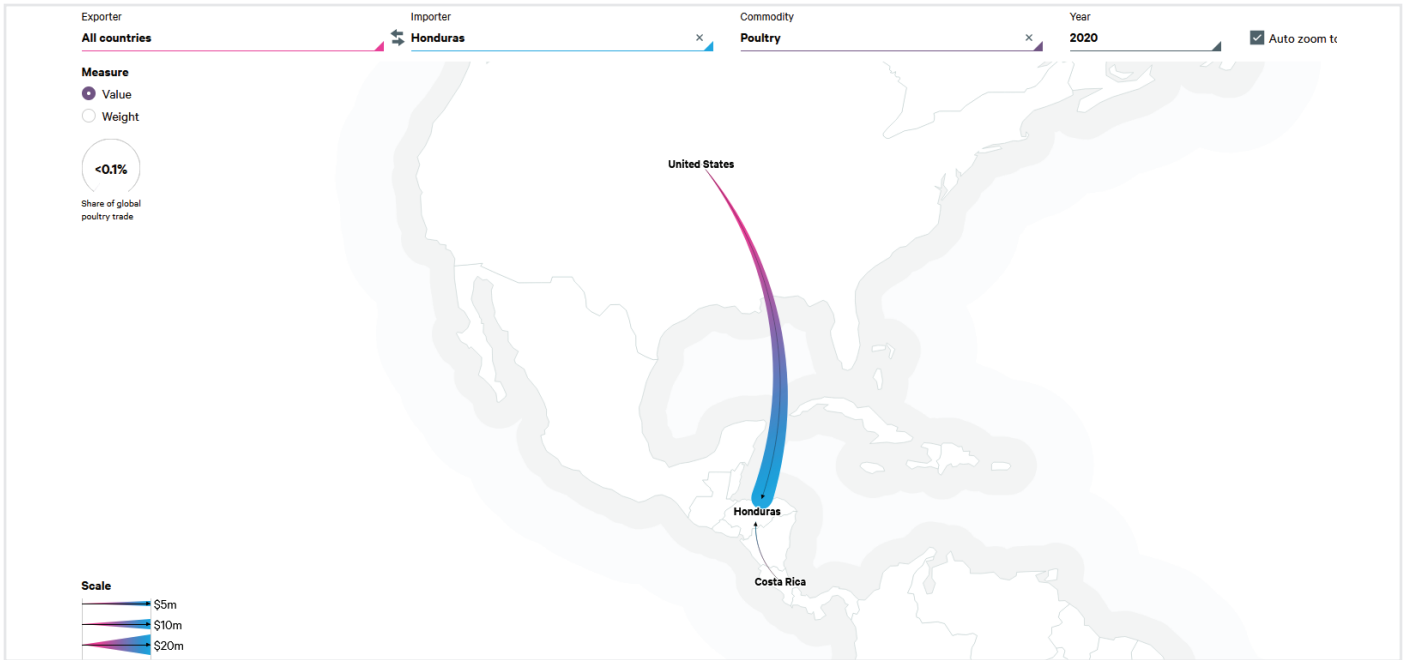 Exporter
Importer
Commodity
Year
All countries
Honduras
Poultry
2020
Auto zoom to
Measure
Value
Weight
<0.1%
Share of global
poultry trade
United States
Honduras
Costa Rica
Scale
$5m
$10m
$20m